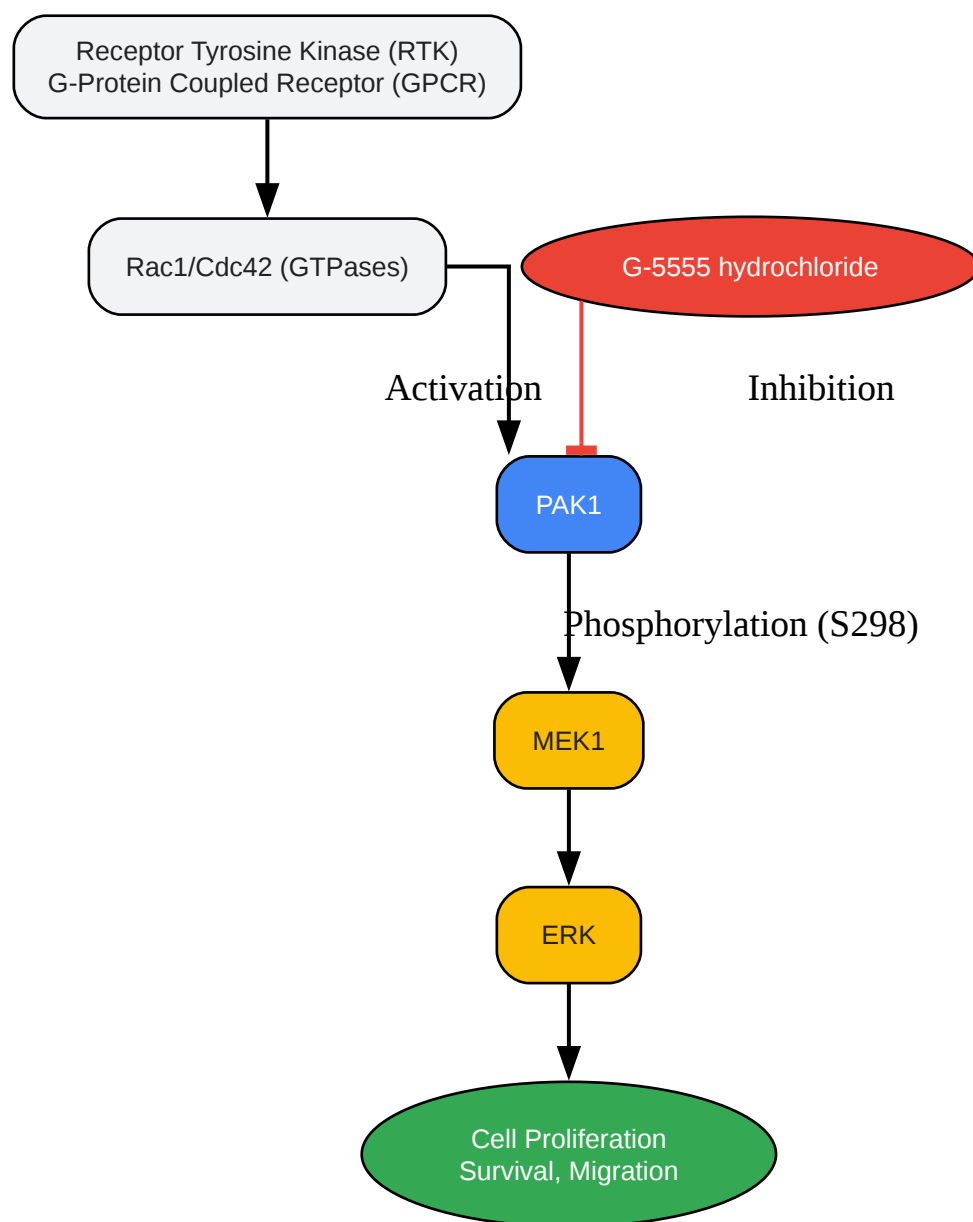 Receptor Tyrosine Kinase (RTK)
G-Protein Coupled Receptor (GPCR)
Rac1/Cdc42 (GTPases)
G-5555 hydrochloride
Activation
Inhibition
PAK1
Phosphorylation (S298)
MEK1
ERK
Cell Proliferation
Survival, Migration